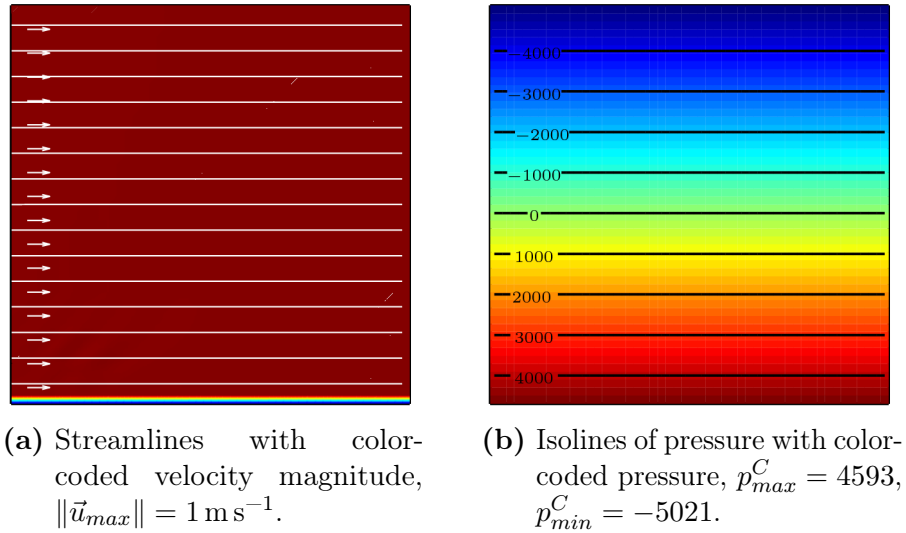 −4000
−3000
−2000
−1000
0
1000
2000
3000
4000
(a) Streamlines with color-
coded velocity magnitude,
‖u⃗max‖ = 1 m s⁻¹.
(b) Isolines of pressure with color-
coded pressure, pᶜmax = 4593,
pᶜmin = −5021.